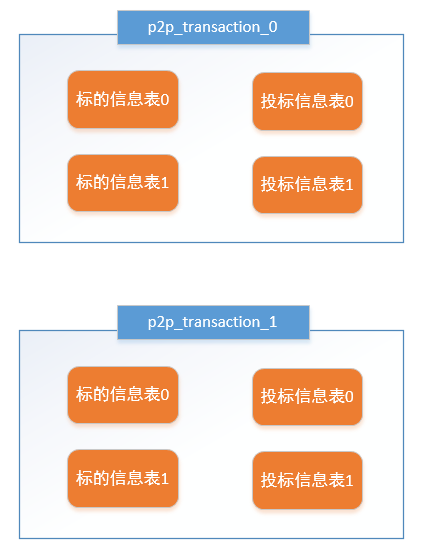 p2p_transaction_0
标的信息表0
投标信息表0
标的信息表1
投标信息表1
p2p_transaction_1
标的信息表0
投标信息表0
标的信息表1
投标信息表1